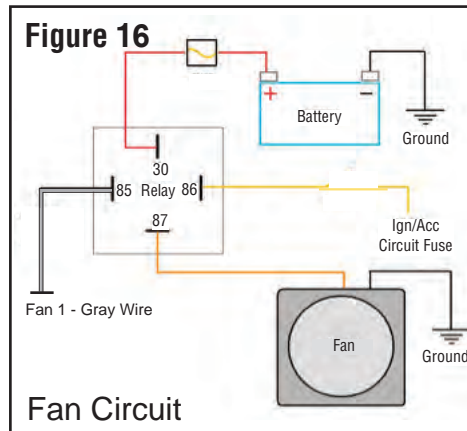 Figure 16
+
−
Battery
Ground
30
85 Relay 86
87
Ign/Acc
Circuit Fuse
Fan 1 - Gray Wire
Fan
Ground
Fan Circuit